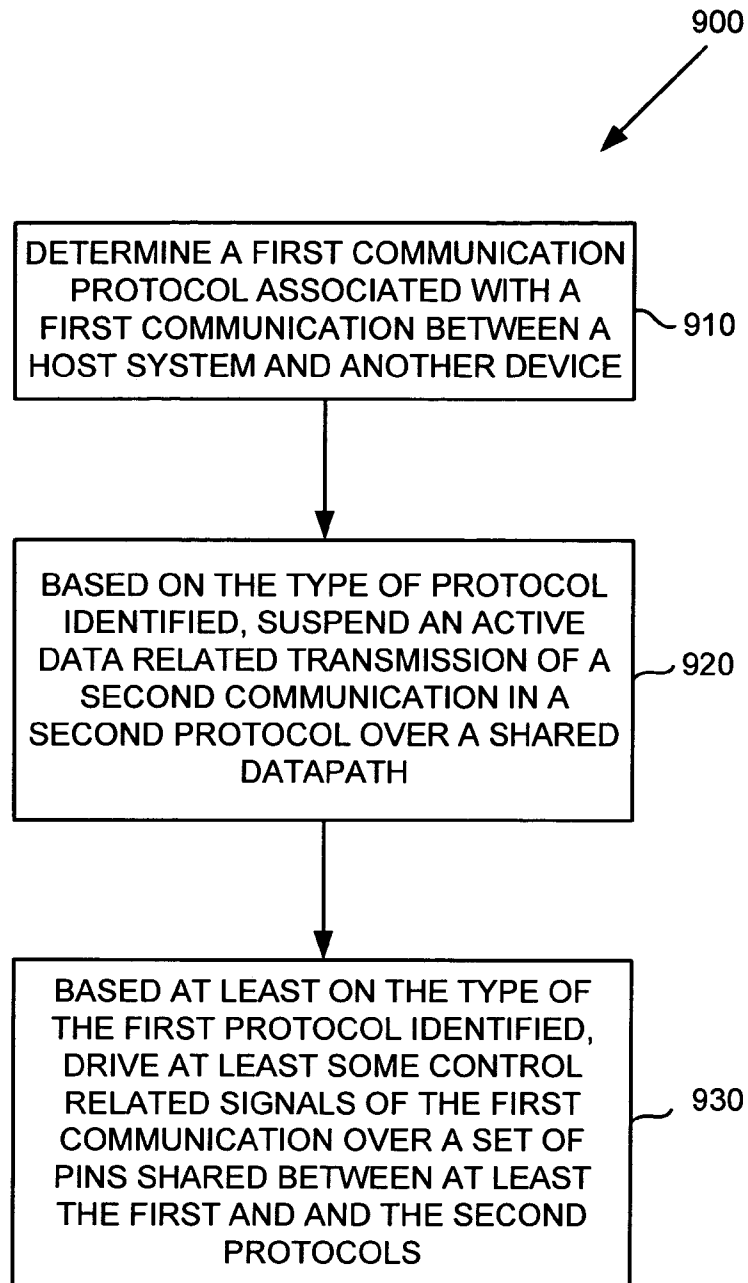 900
DETERMINE A FIRST COMMUNICATION
PROTOCOL ASSOCIATED WITH A
FIRST COMMUNICATION BETWEEN A
HOST SYSTEM AND ANOTHER DEVICE
910
BASED ON THE TYPE OF PROTOCOL
IDENTIFIED, SUSPEND AN ACTIVE
DATA RELATED TRANSMISSION OF A
SECOND COMMUNICATION IN A
SECOND PROTOCOL OVER A SHARED
DATAPATH
920
BASED AT LEAST ON THE TYPE OF
THE FIRST PROTOCOL IDENTIFIED,
DRIVE AT LEAST SOME CONTROL
RELATED SIGNALS OF THE FIRST
COMMUNICATION OVER A SET OF
PINS SHARED BETWEEN AT LEAST
THE FIRST AND AND THE SECOND
PROTOCOLS
930